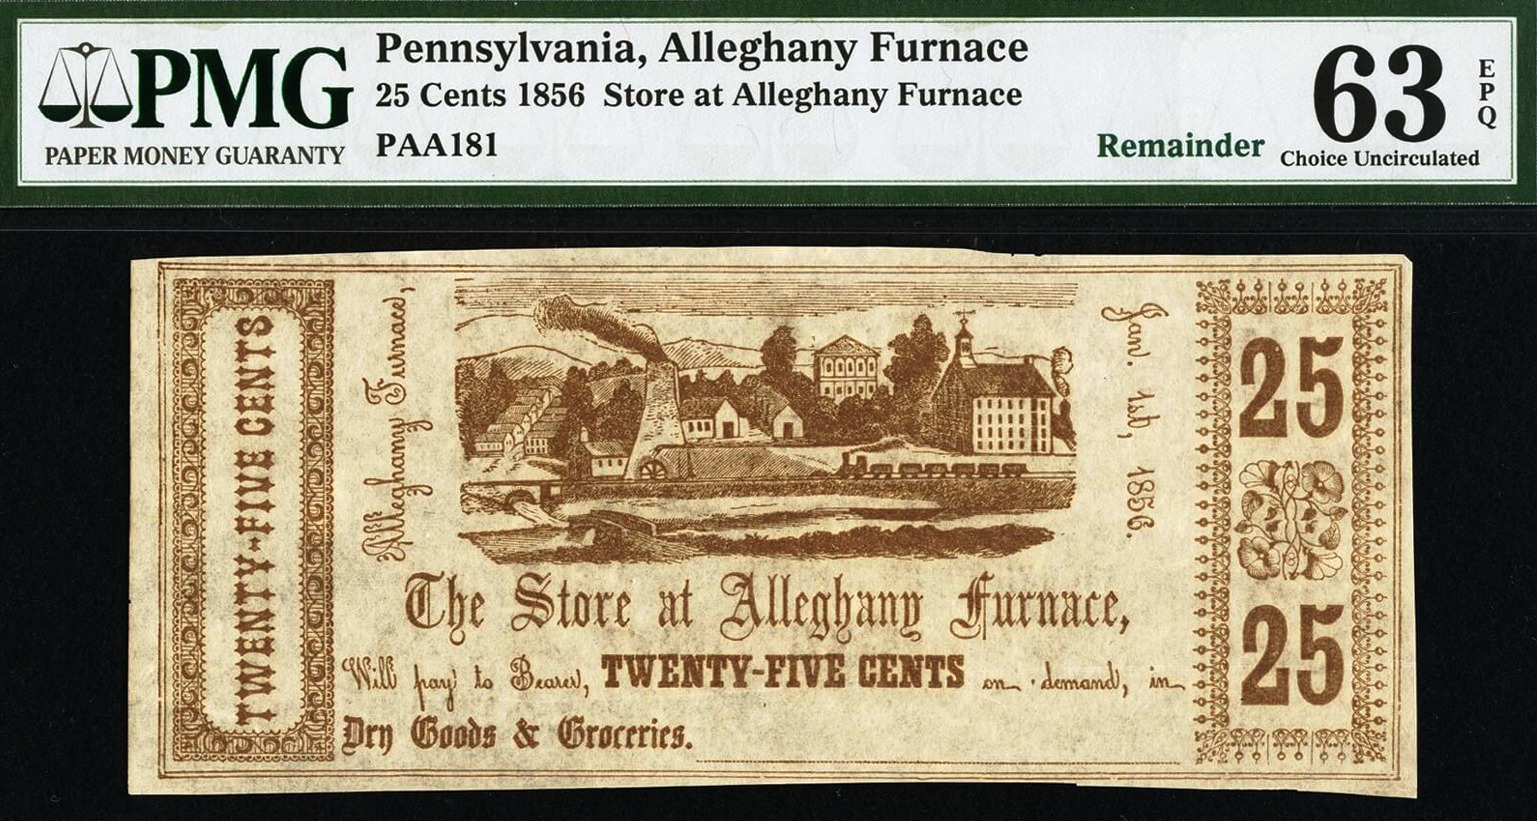 PMG
PAPER MONEY GUARANTY
Pennsylvania, Alleghany Furnace
25 Cents 1856 Store at Alleghany Furnace
PAA181
Remainder
63
EPQ
Choice Uncirculated
TWENTY-FIVE CENTS
Alleghany Furnace,
Jan. 1st, 1856.
25
25
The Store at Alleghany Furnace,
Will pay to Bearer, TWENTY-FIVE CENTS on demand, in
Dry Goods & Groceries.